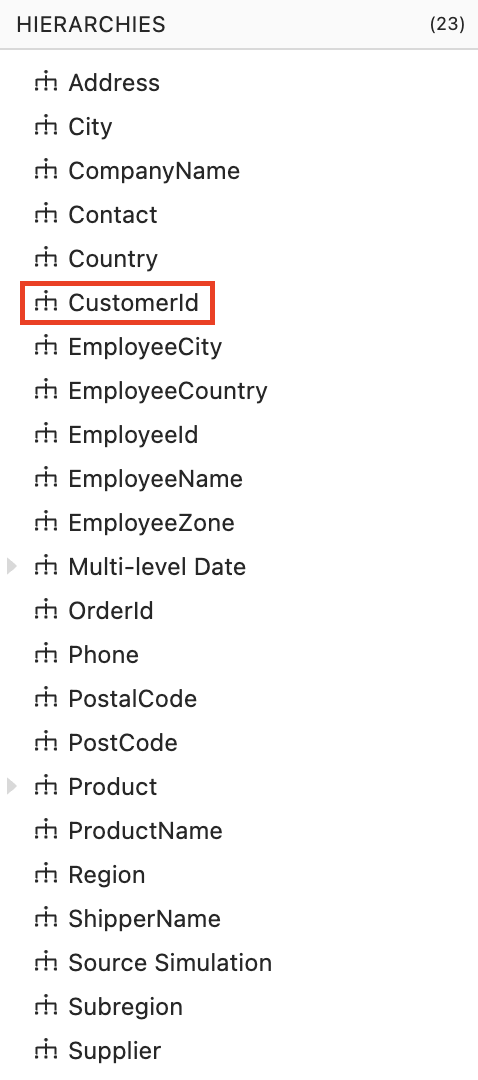 HIERARCHIES (23)
Address
City
CompanyName
Contact
Country
CustomerId
EmployeeCity
EmployeeCountry
EmployeeId
EmployeeName
EmployeeZone
Multi-level Date
OrderId
Phone
PostalCode
PostCode
Product
ProductName
Region
ShipperName
Source Simulation
Subregion
Supplier